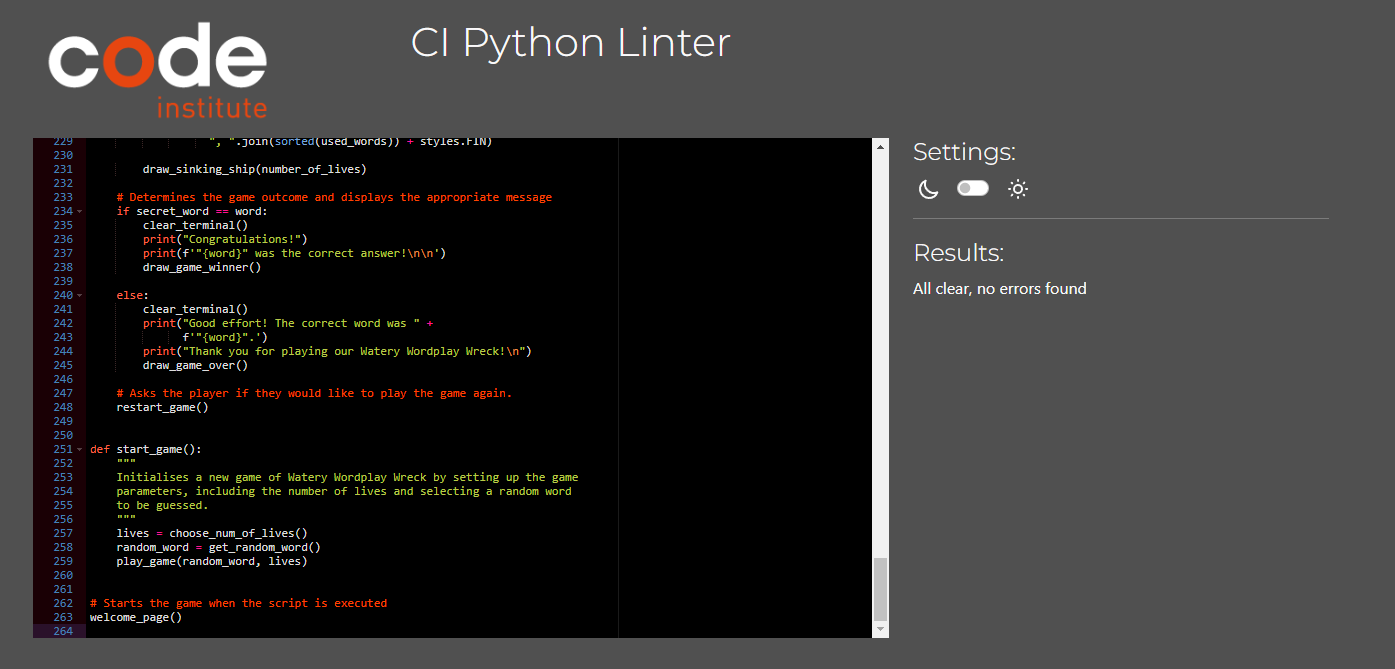 code
institute
CI Python Linter
229 ", ".join(sorted(used_words)) + styles.FIN)
230
231 draw_sinking_ship(number_of_lives)
232
233 # Determines the game outcome and displays the appropriate message
234 if secret_word == word:
235 clear_terminal()
236 print("Congratulations!")
237 print(f'"{word}" was the correct answer!\n\n')
238 draw_game_winner()
239
240 else:
241 clear_terminal()
242 print("Good effort! The correct word was " +
243 f'"{word}".')
244 print("Thank you for playing our Watery Wordplay Wreck!\n")
245 draw_game_over()
246
247 # Asks the player if they would like to play the game again.
248 restart_game()
249
250
251 def start_game():
252 """
253 Initialises a new game of Watery Wordplay Wreck by setting up the game
254 parameters, including the number of lives and selecting a random word
255 to be guessed.
256 """
257 lives = choose_num_of_lives()
258 random_word = get_random_word()
259 play_game(random_word, lives)
260
261
262 # Starts the game when the script is executed
263 welcome_page()
264
Settings:
Results:
All clear, no errors found